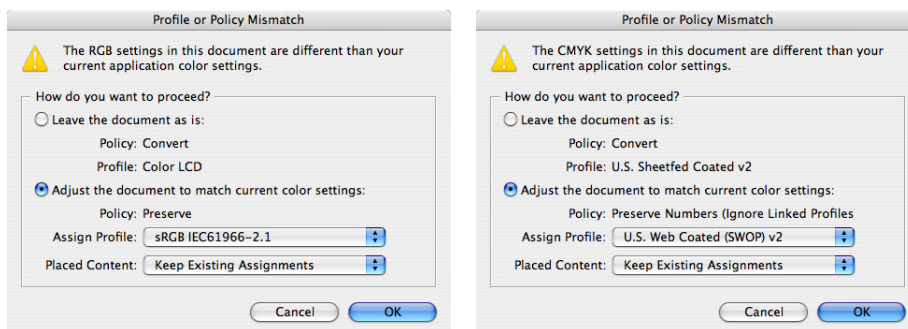 Profile or Policy Mismatch
The RGB settings in this document are different than your
current application color settings.
How do you want to proceed?
Leave the document as is:
Policy: Convert
Profile: Color LCD
Adjust the document to match current color settings:
Policy: Preserve
Assign Profile: sRGB IEC61966-2.1
Placed Content: Keep Existing Assignments
Cancel OK
Profile or Policy Mismatch
The CMYK settings in this document are different than your
current application color settings.
How do you want to proceed?
Leave the document as is:
Policy: Convert
Profile: U.S. Sheetfed Coated v2
Adjust the document to match current color settings:
Policy: Preserve Numbers (Ignore Linked Profiles
Assign Profile: U.S. Web Coated (SWOP) v2
Placed Content: Keep Existing Assignments
Cancel OK